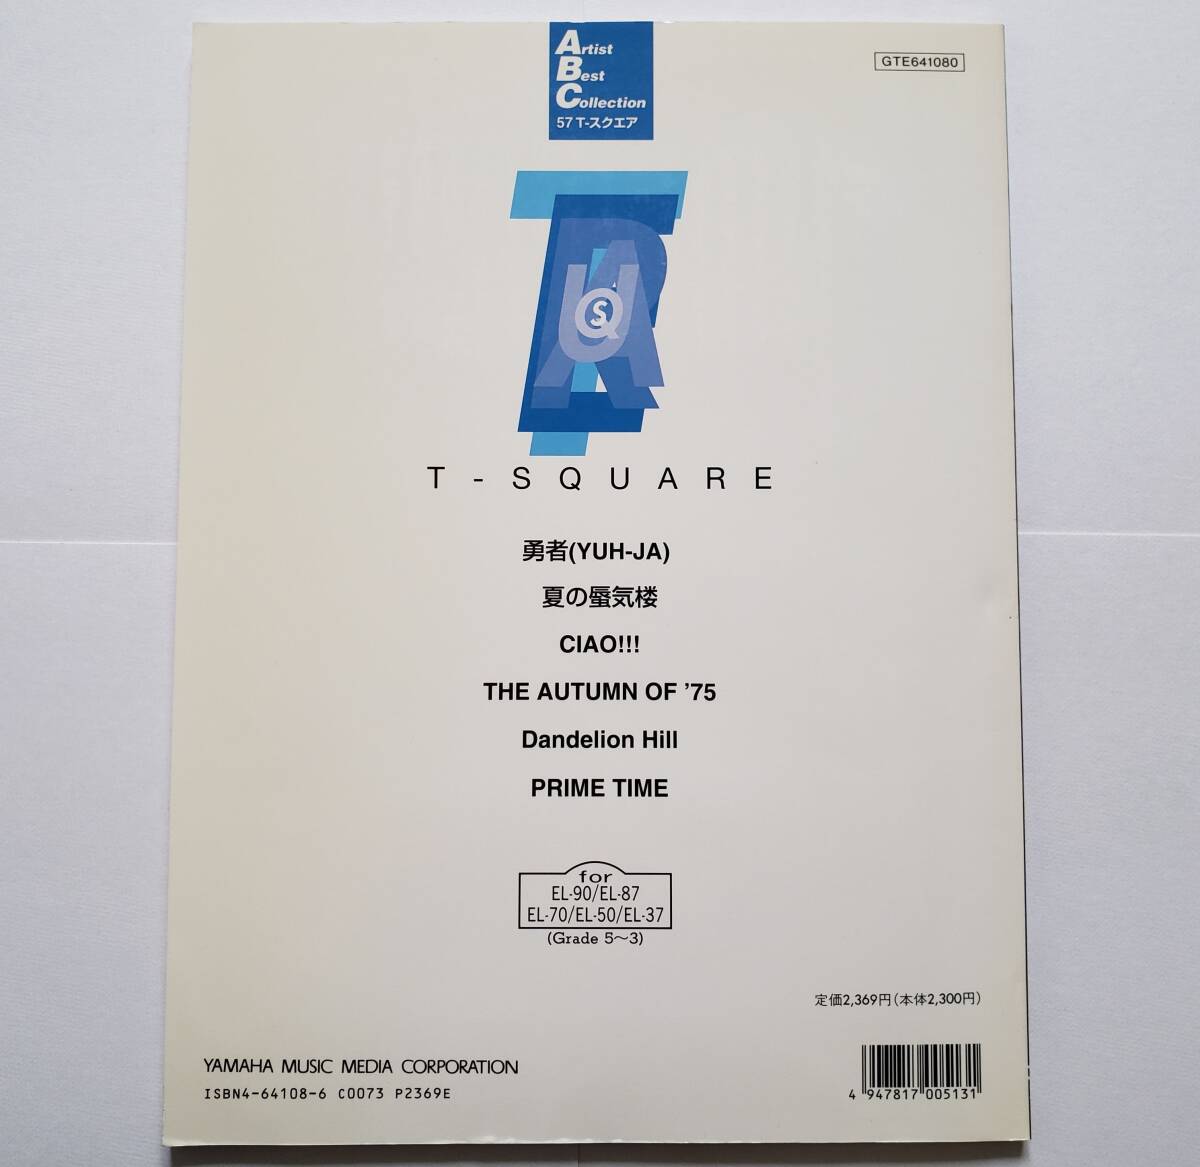 Artist
Best
Collection
57 T-スクエア
GTE641080
T-SQUARE
T-SQUARE
勇者(YUH-JA)
夏の蜃気楼
CIAO!!!
THE AUTUMN OF ’75
Dandelion Hill
PRIME TIME
for
EL-90/EL-87
EL-70/EL-50/EL-37
(Grade 5〜3)
定価2,369円(本体2,300円)
YAMAHA MUSIC MEDIA CORPORATION
ISBN4-64108-6 C0073 P2369E
4 947817 005131